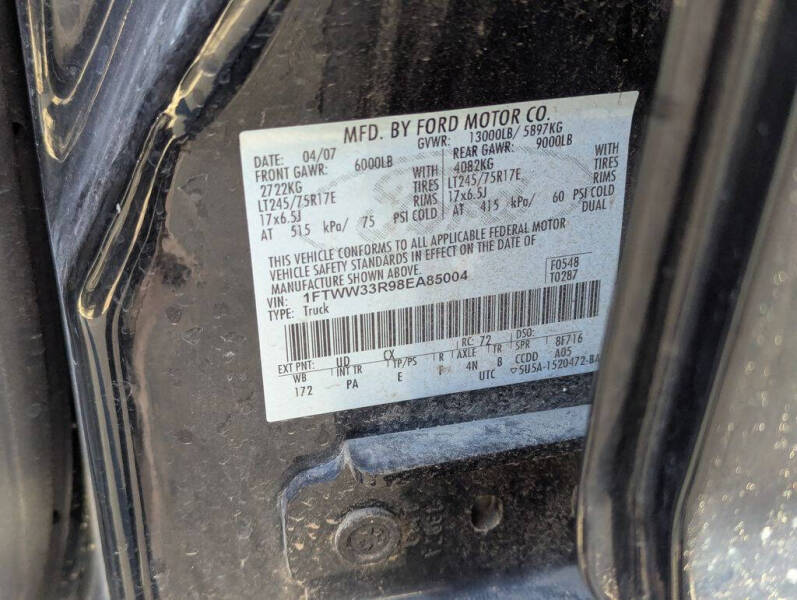 MFD. BY FORD MOTOR CO.
DATE: 04/07 GVWR: 13000LB/ 5897KG
FRONT GAWR: 6000LB REAR GAWR: 9000LB
2722KG WITH 4082KG WITH
LT245/75R17E TIRES LT245/75R17E TIRES
17x6.5J RIMS 17x6.5J RIMS
AT 515 kPa/ 75 PSI COLD AT 415 kPa/ 60 PSI COLD
DUAL
THIS VEHICLE CONFORMS TO ALL APPLICABLE FEDERAL MOTOR
VEHICLE SAFETY STANDARDS IN EFFECT ON THE DATE OF
MANUFACTURE SHOWN ABOVE.
VIN: 1FTWW33R98EA85004 F0548
TYPE: Truck T0287
EXT PNT: UD CX RC: 72 DSO:
WB INT TR TP/PS R AXLE TR SPR 8F716
172 PA E F 4N B CCDD A05
UTC ▽5U5A-1520472-BA